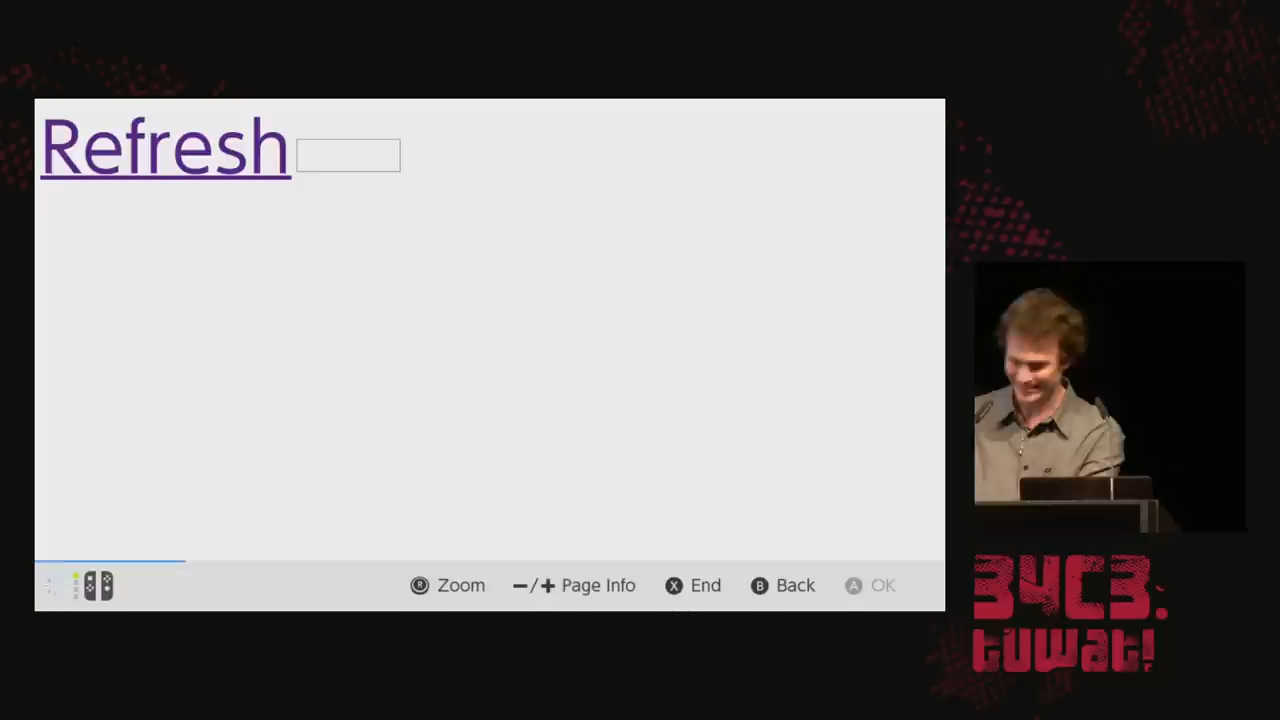 Refresh
R Zoom
−/+ Page Info
X End
B Back
A OK
34C3.
tuwat!